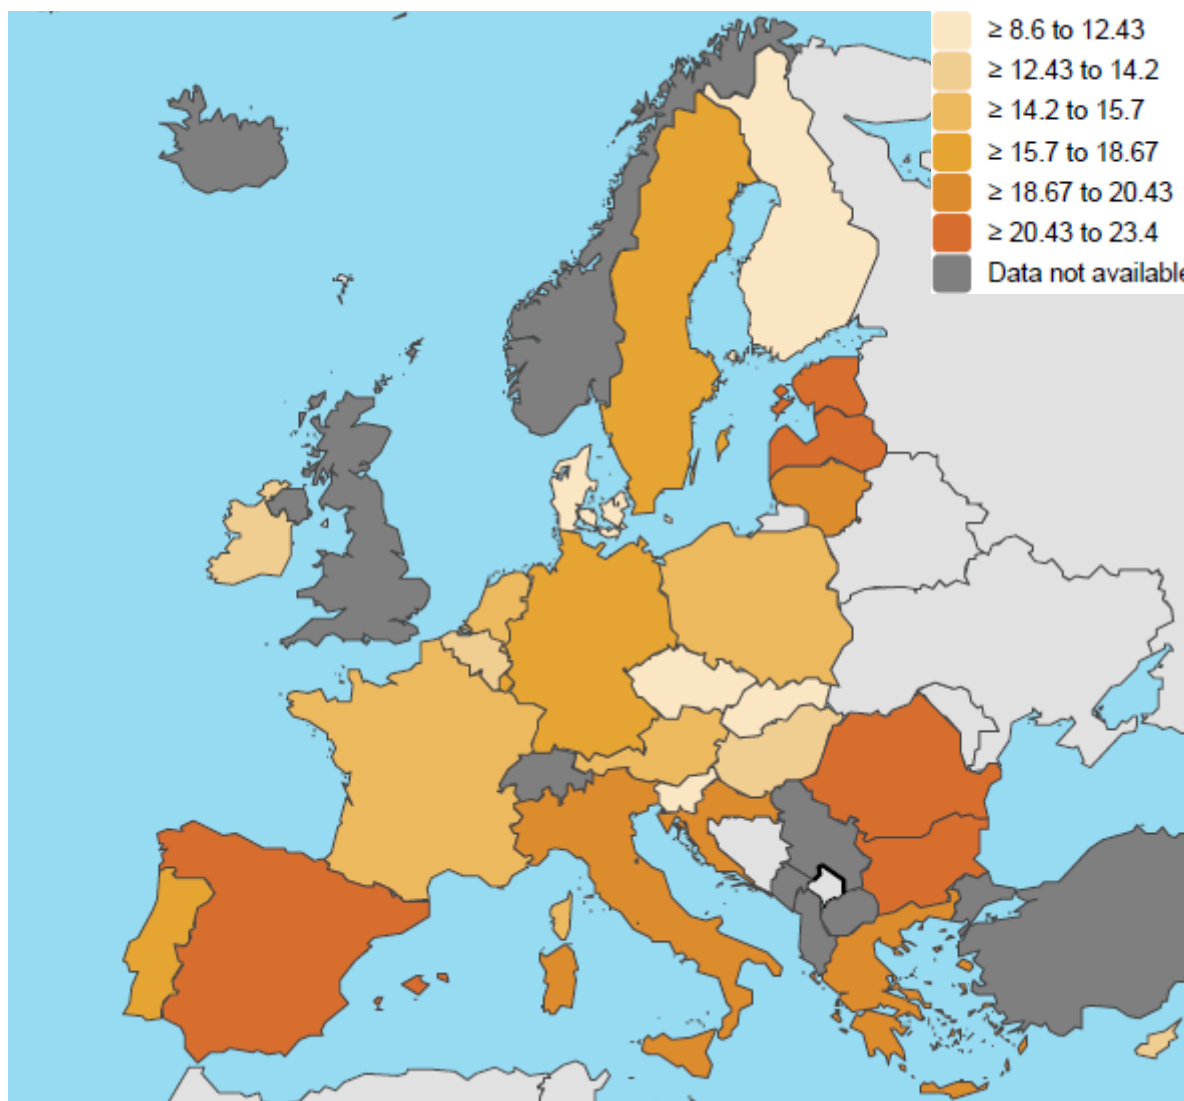 ≥ 8.6 to 12.43
≥ 12.43 to 14.2
≥ 14.2 to 15.7
≥ 15.7 to 18.67
≥ 18.67 to 20.43
≥ 20.43 to 23.4
Data not available